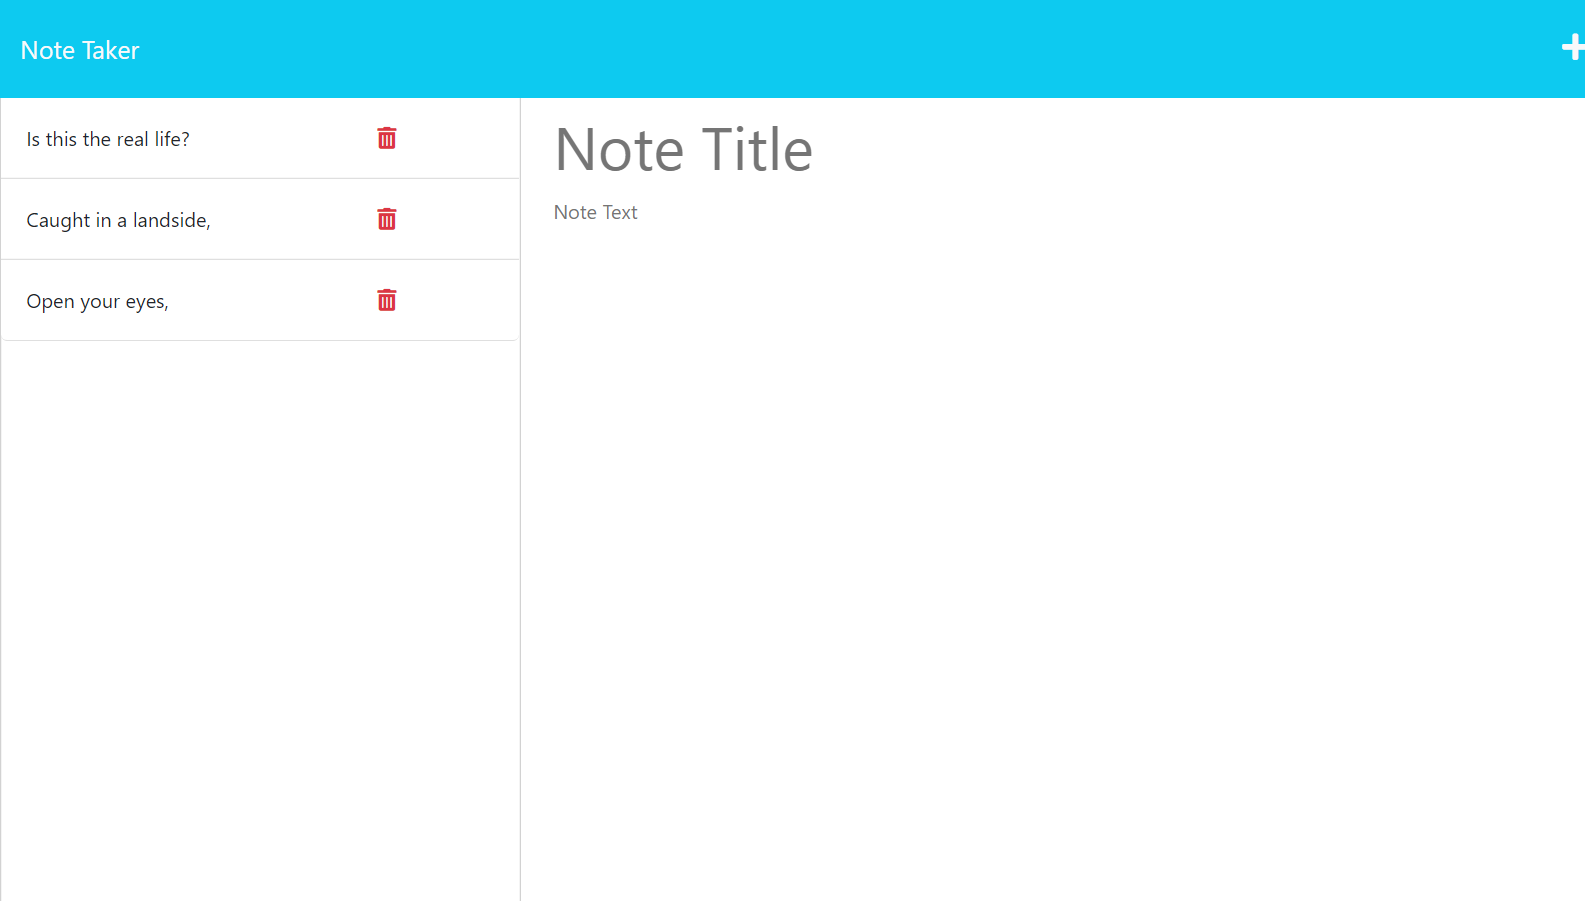 Note Taker
Is this the real life?
Caught in a landside,
Open your eyes,
Note Title
Note Text